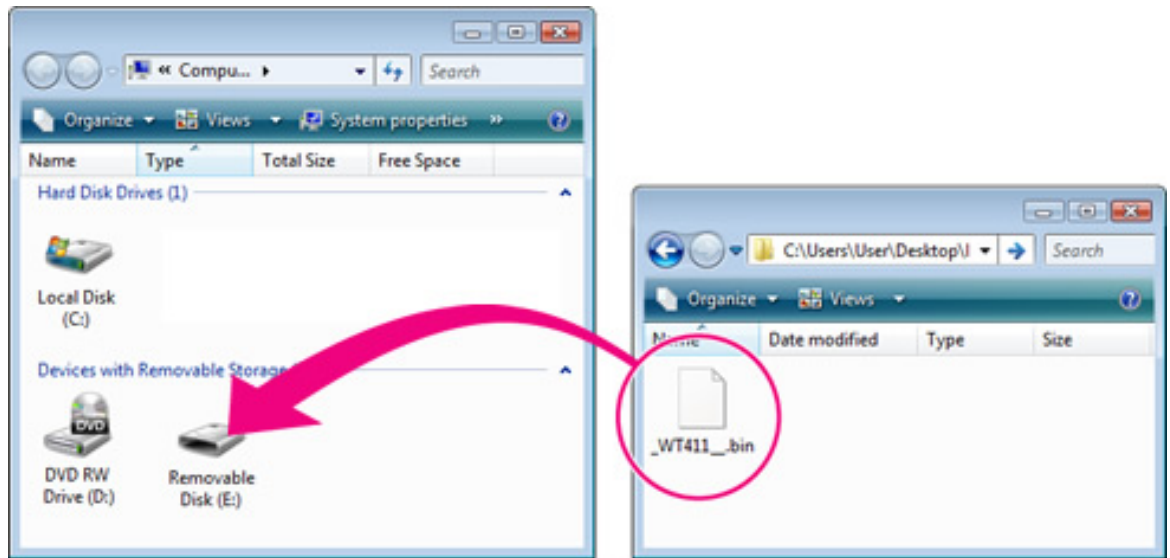 « Compu...
Search
Organize Views System properties »
Name Type Total Size Free Space
Hard Disk Drives (1)
Local Disk
(C:)
Devices with Removable Storage
DVD
DVD RW
Drive (D:)
Removable
Disk (E:)
C:\Users\User\Desktop\I
Search
Organize Views
Name Date modified Type Size
_WT411__.bin